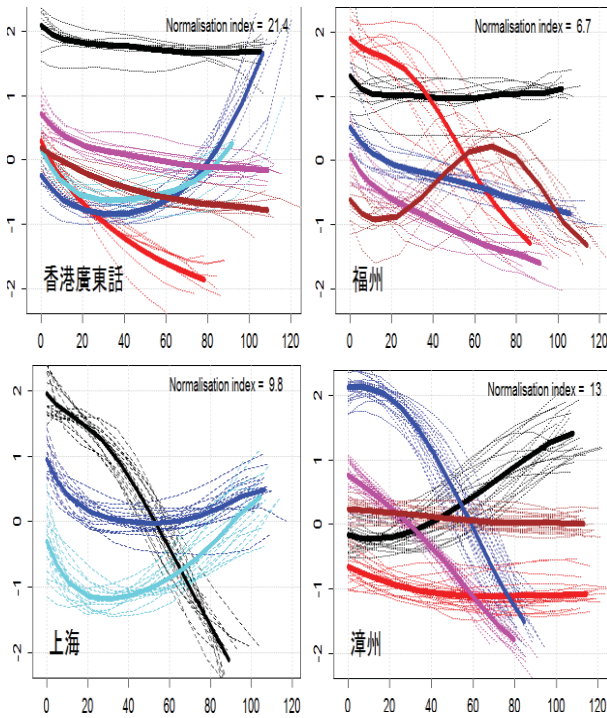 Normalisation index = 21.4
2
1
0
-1
-2
香港廣東話
0 20 40 60 80 100 120
Normalisation index = 6.7
2
1
0
-1
-2
福州
0 20 40 60 80 100 120
Normalisation index = 9.8
2
1
0
-1
-2
上海
0 20 40 60 80 100 120
Normalisation index = 13
2
1
0
-1
-2
漳州
0 20 40 60 80 100 120